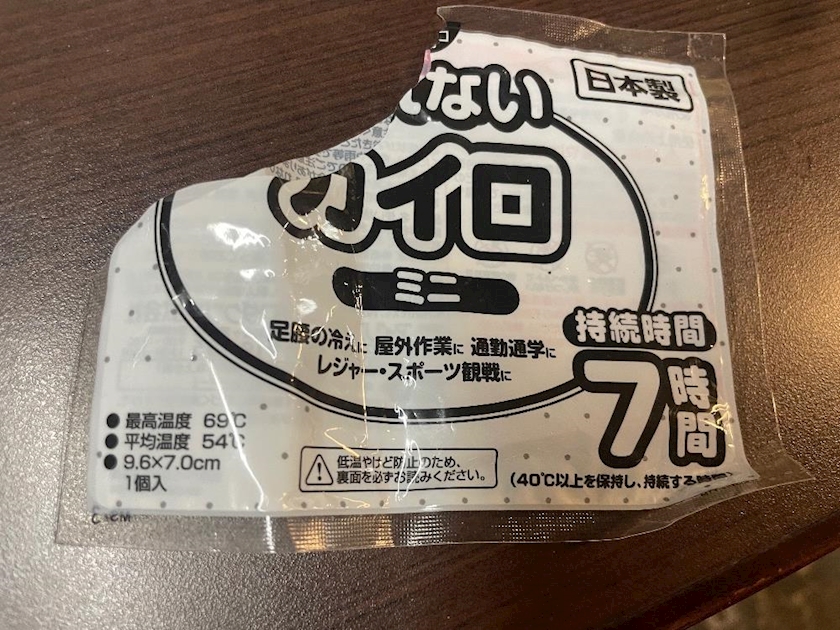 ない
日本製
カイロ
ミニ
足腰の冷えに 屋外作業に 通勤通学に
レジャー・スポーツ観戦に
持続時間
7時間
(40℃以上を保持し、持続する時間)
●最高温度 69℃
●平均温度 54℃
●9.6×7.0cm
1個入
低温やけど防止のため、
裏面を必ずお読みください。